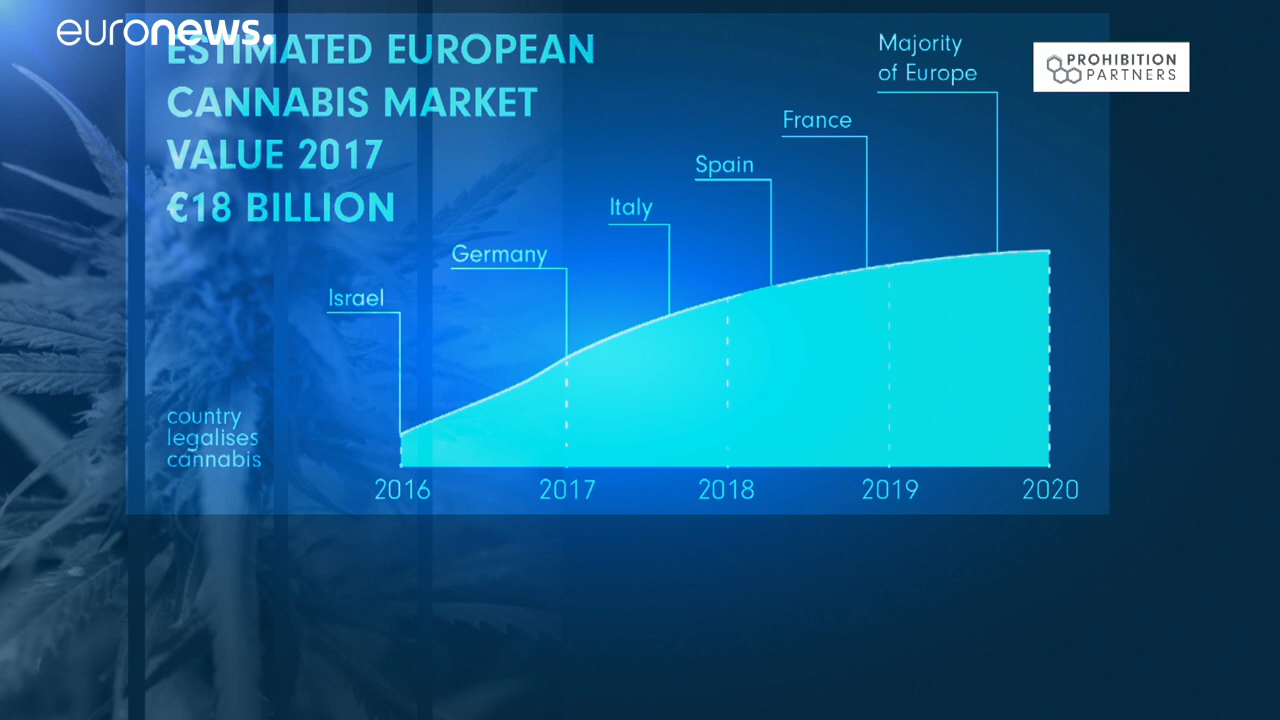 euronews.
ESTIMATED EUROPEAN
CANNABIS MARKET
VALUE 2017
€18 BILLION
Majority
of Europe
PROHIBITION
PARTNERS
France
Spain
Italy
Germany
Israel
country
legalises
cannabis
2016 2017 2018 2019 2020